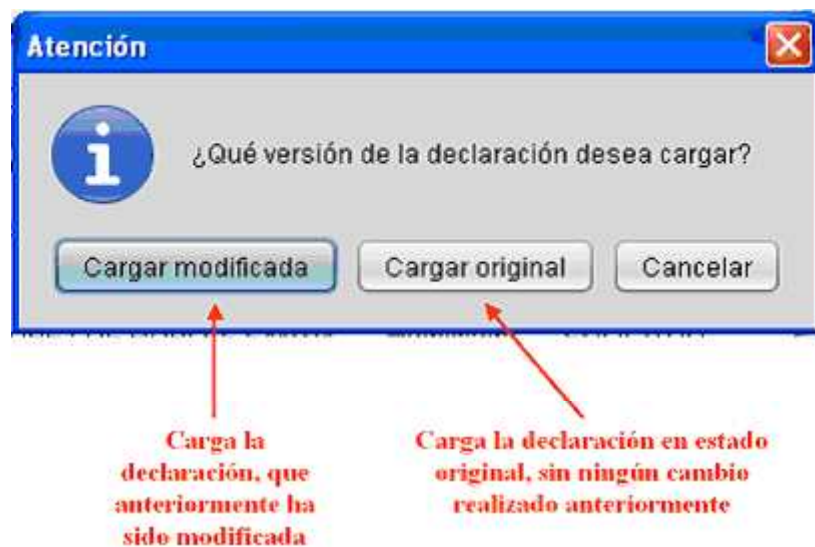 Atención
¿Qué versión de la declaración desea cargar?
Cargar modificada Cargar original Cancelar
Carga la
declaración, que
anteriormente ha
sido modificada
Carga la declaración en estado
original, sin ningún cambio
realizado anteriormente